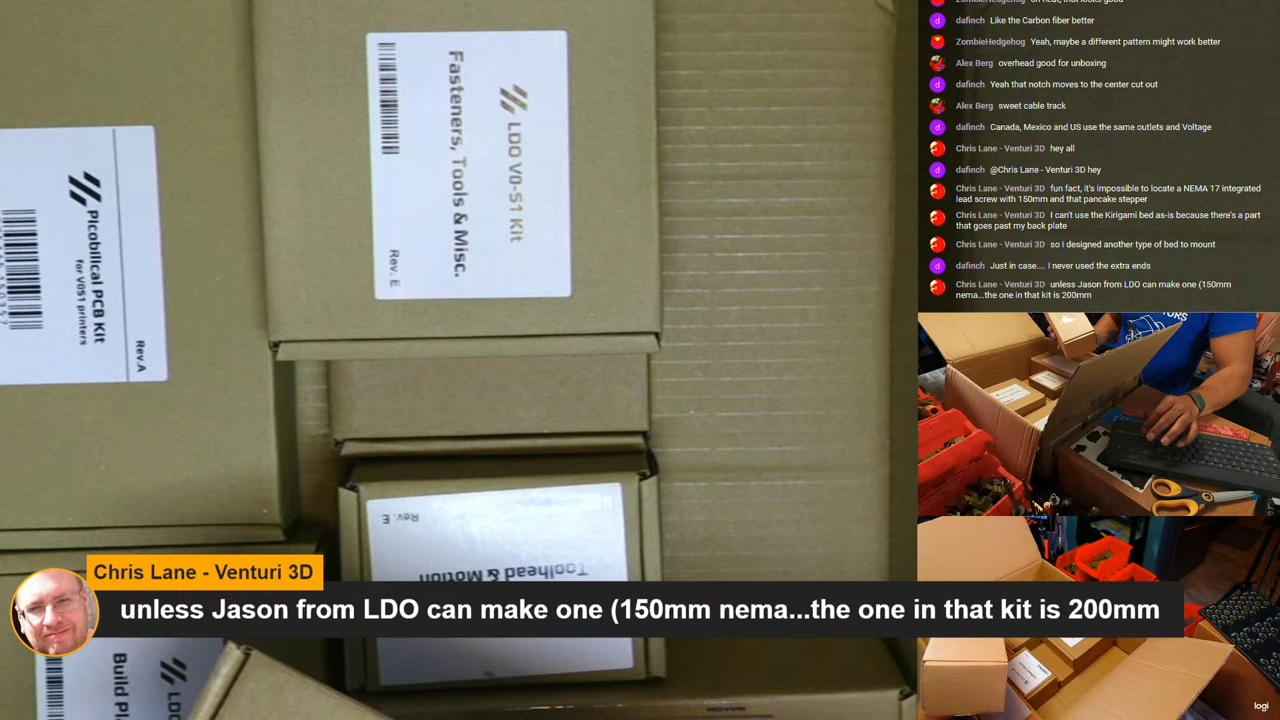 LDO V0-S1 Kit
Fasteners, Tools & Misc.
Rev. E
Picobilical PCB Kit
for V0S1 printers
Rev.A
Rev. E
Toolhead & Motion
Build
LDO
Chris Lane - Venturi 3D
unless Jason from LDO can make one (150mm nema...the one in that kit is 200mm
dafinch Like the Carbon fiber better
ZombieHedgehog Yeah, maybe a different pattern might work better
Alex Berg overhead good for unboxing
dafinch Yeah that notch moves to the center cut out
Alex Berg sweet cable track
dafinch Canada, Mexico and US use the same outlets and Voltage
Chris Lane - Venturi 3D hey all
dafinch @Chris Lane - Venturi 3D hey
Chris Lane - Venturi 3D fun fact, it's impossible to locate a NEMA 17 integrated
lead screw with 150mm and that pancake stepper
Chris Lane - Venturi 3D I can't use the Kirigami bed as-is because there's a part
that goes past my back plate
Chris Lane - Venturi 3D so I designed another type of bed to mount
dafinch Just in case.... I never used the extra ends
Chris Lane - Venturi 3D unless Jason from LDO can make one (150mm
nema...the one in that kit is 200mm
logi